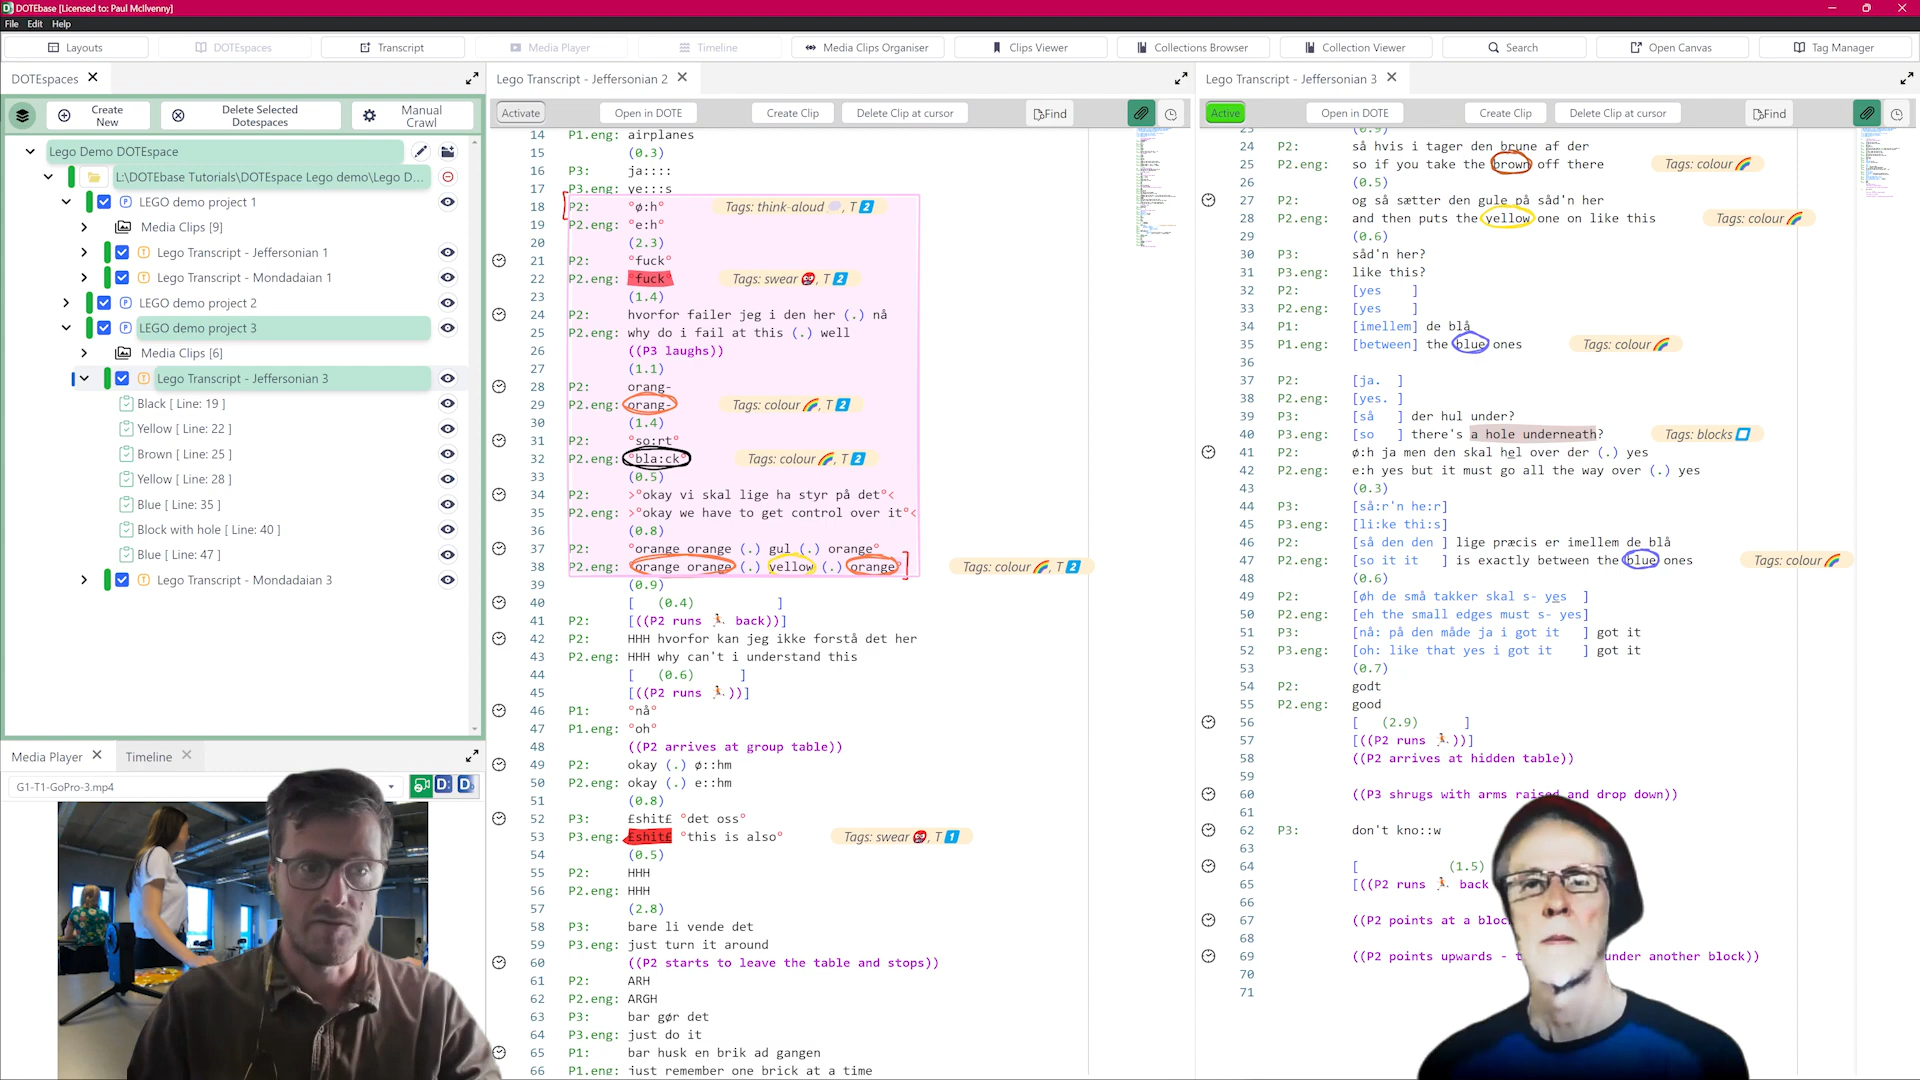 DOTEbase [Licensed to: Paul McIlvenny]
File Edit Help
Layouts DOTEspaces Transcript Media Player Timeline Media Clips Organiser Clips Viewer Collections Browser Collection Viewer Search Open Canvas Tag Manager
DOTEspaces
Create New Delete Selected Dotespaces Manual Crawl
Lego Demo DOTEspace
L:\DOTEbase Tutorials\DOTEspace Lego demo\Lego D...
LEGO demo project 1
Media Clips [9]
Lego Transcript - Jeffersonian 1
Lego Transcript - Mondadaian 1
LEGO demo project 2
LEGO demo project 3
Media Clips [6]
Lego Transcript - Jeffersonian 3
Black [ Line: 19 ]
Yellow [ Line: 22 ]
Brown [ Line: 25 ]
Yellow [ Line: 28 ]
Blue [ Line: 35 ]
Block with hole [ Line: 40 ]
Blue [ Line: 47 ]
Lego Transcript - Mondadaian 3
Media Player Timeline
G1-T1-GoPro-3.mp4
Lego Transcript - Jeffersonian 2
Activate Open in DOTE Create Clip Delete Clip at cursor Find
14 P1.eng: airplanes
15 (0.3)
16 P3: ja::::
17 P3.eng: ye:::s
18 P2: °ø:h° Tags: think-aloud 💭, T 2
19 P2.eng: °e:h°
20 (2.3)
21 P2: °fuck°
22 P2.eng: °fuck° Tags: swear 🤬, T 2
23 (1.4)
24 P2: hvorfor failer jeg i den her (.) nå
25 P2.eng: why do i fail at this (.) well
26 ((P3 laughs))
27 (1.1)
28 P2: orang-
29 P2.eng: orang- Tags: colour 🌈, T 2
30 (1.4)
31 P2: °so:rt°
32 P2.eng: °bla:ck° Tags: colour 🌈, T 2
33 (0.5)
34 P2: >°okay vi skal lige ha styr på det°<
35 P2.eng: >°okay we have to get control over it°<
36 (0.8)
37 P2: °orange orange (.) gul (.) orange°
38 P2.eng: °orange orange (.) yellow (.) orange° Tags: colour 🌈, T 2
39 (0.9)
40 [ (0.4) ]
41 P2: [((P2 runs 🏃 back))]
42 P2: HHH hvorfor kan jeg ikke forstå det her
43 P2.eng: HHH why can't i understand this
44 [ (0.6) ]
45 [((P2 runs 🏃))]
46 P1: °nå°
47 P1.eng: °oh°
48 ((P2 arrives at group table))
49 P2: okay (.) ø::hm
50 P2.eng: okay (.) e::hm
51 (0.8)
52 P3: £shit£ °det oss°
53 P3.eng: £shit£ °this is also° Tags: swear 🤬, T 1
54 (0.5)
55 P2: HHH
56 P2.eng: HHH
57 (2.8)
58 P3: bare li vende det
59 P3.eng: just turn it around
60 ((P2 starts to leave the table and stops))
61 P2: ARH
62 P2.eng: ARGH
63 P3: bar gør det
64 P3.eng: just do it
65 P1: bar husk en brik ad gangen
66 P1.eng: just remember one brick at a time
Lego Transcript - Jeffersonian 3
Active Open in DOTE Create Clip Delete Clip at cursor Find
23 (0.9)
24 P2: så hvis i tager den brune af der
25 P2.eng: so if you take the brown off there Tags: colour 🌈
26 (0.5)
27 P2: og så sætter den gule på såd'n her
28 P2.eng: and then puts the yellow one on like this Tags: colour 🌈
29 (0.6)
30 P3: såd'n her?
31 P3.eng: like this?
32 P2: [yes ]
33 P2.eng: [yes ]
34 P1: [imellem] de blå
35 P1.eng: [between] the blue ones Tags: colour 🌈
36
37 P2: [ja. ]
38 P2.eng: [yes. ]
39 P3: [så ] der hul under?
40 P3.eng: [so ] there's a hole underneath? Tags: blocks
41 P2: ø:h ja men den skal hel over der (.) yes
42 P2.eng: e:h yes but it must go all the way over (.) yes
43 (0.3)
44 P3: [så:r'n he:r]
45 P3.eng: [li:ke thi:s]
46 P2: [så den den ] lige præcis er imellem de blå
47 P2.eng: [so it it ] is exactly between the blue ones Tags: colour 🌈
48 (0.6)
49 P2: [øh de små takker skal s- yes ]
50 P2.eng: [eh the small edges must s- yes]
51 P3: [nå: på den måde ja i got it ] got it
52 P3.eng: [oh: like that yes i got it ] got it
53 (0.7)
54 P2: godt
55 P2.eng: good
56 [ (2.9) ]
57 [((P2 runs 🏃))]
58 ((P2 arrives at hidden table))
59
60 ((P3 shrugs with arms raised and drop down))
61
62 P3: don't kno::w
63
64 [ (1.5)
65 [((P2 runs 🏃 back
66
67 ((P2 points at a bloc
68
69 ((P2 points upwards - under another block))
70
71